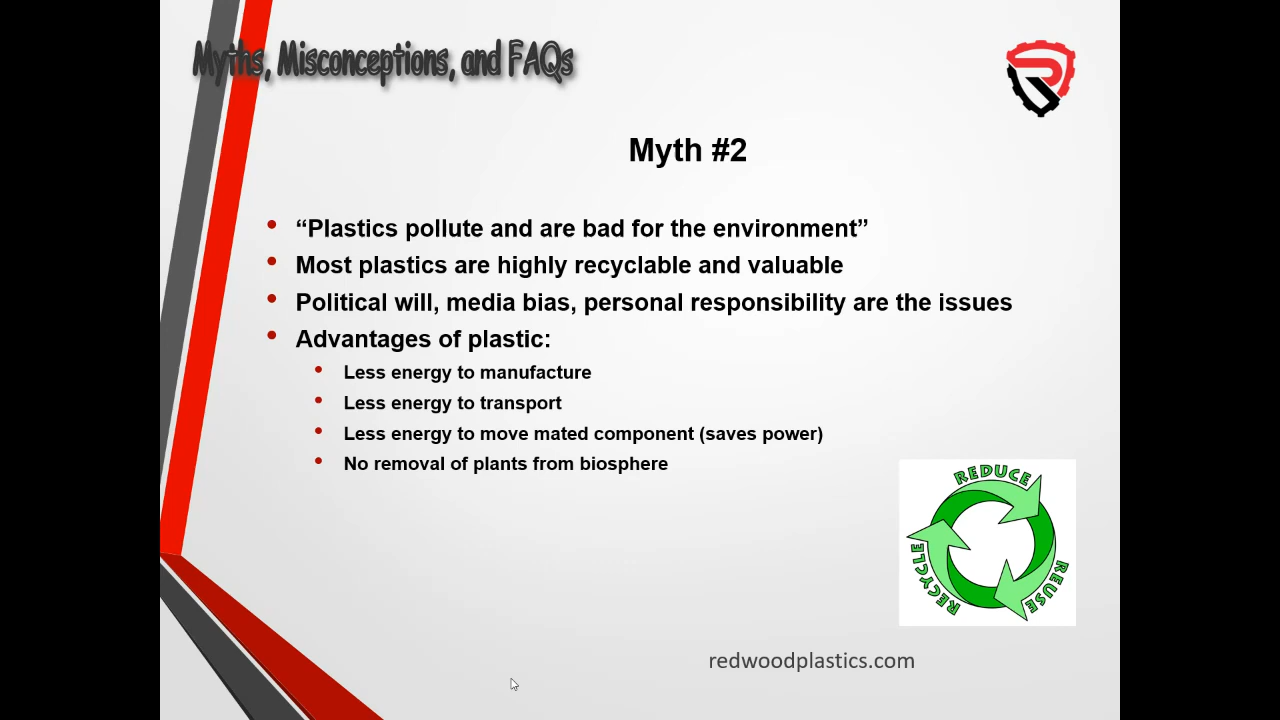 Myths, Misconceptions, and FAQs
Myth #2
“Plastics pollute and are bad for the environment”
Most plastics are highly recyclable and valuable
Political will, media bias, personal responsibility are the issues
Advantages of plastic:
Less energy to manufacture
Less energy to transport
Less energy to move mated component (saves power)
No removal of plants from biosphere
REDUCE
REUSE
RECYCLE
redwoodplastics.com